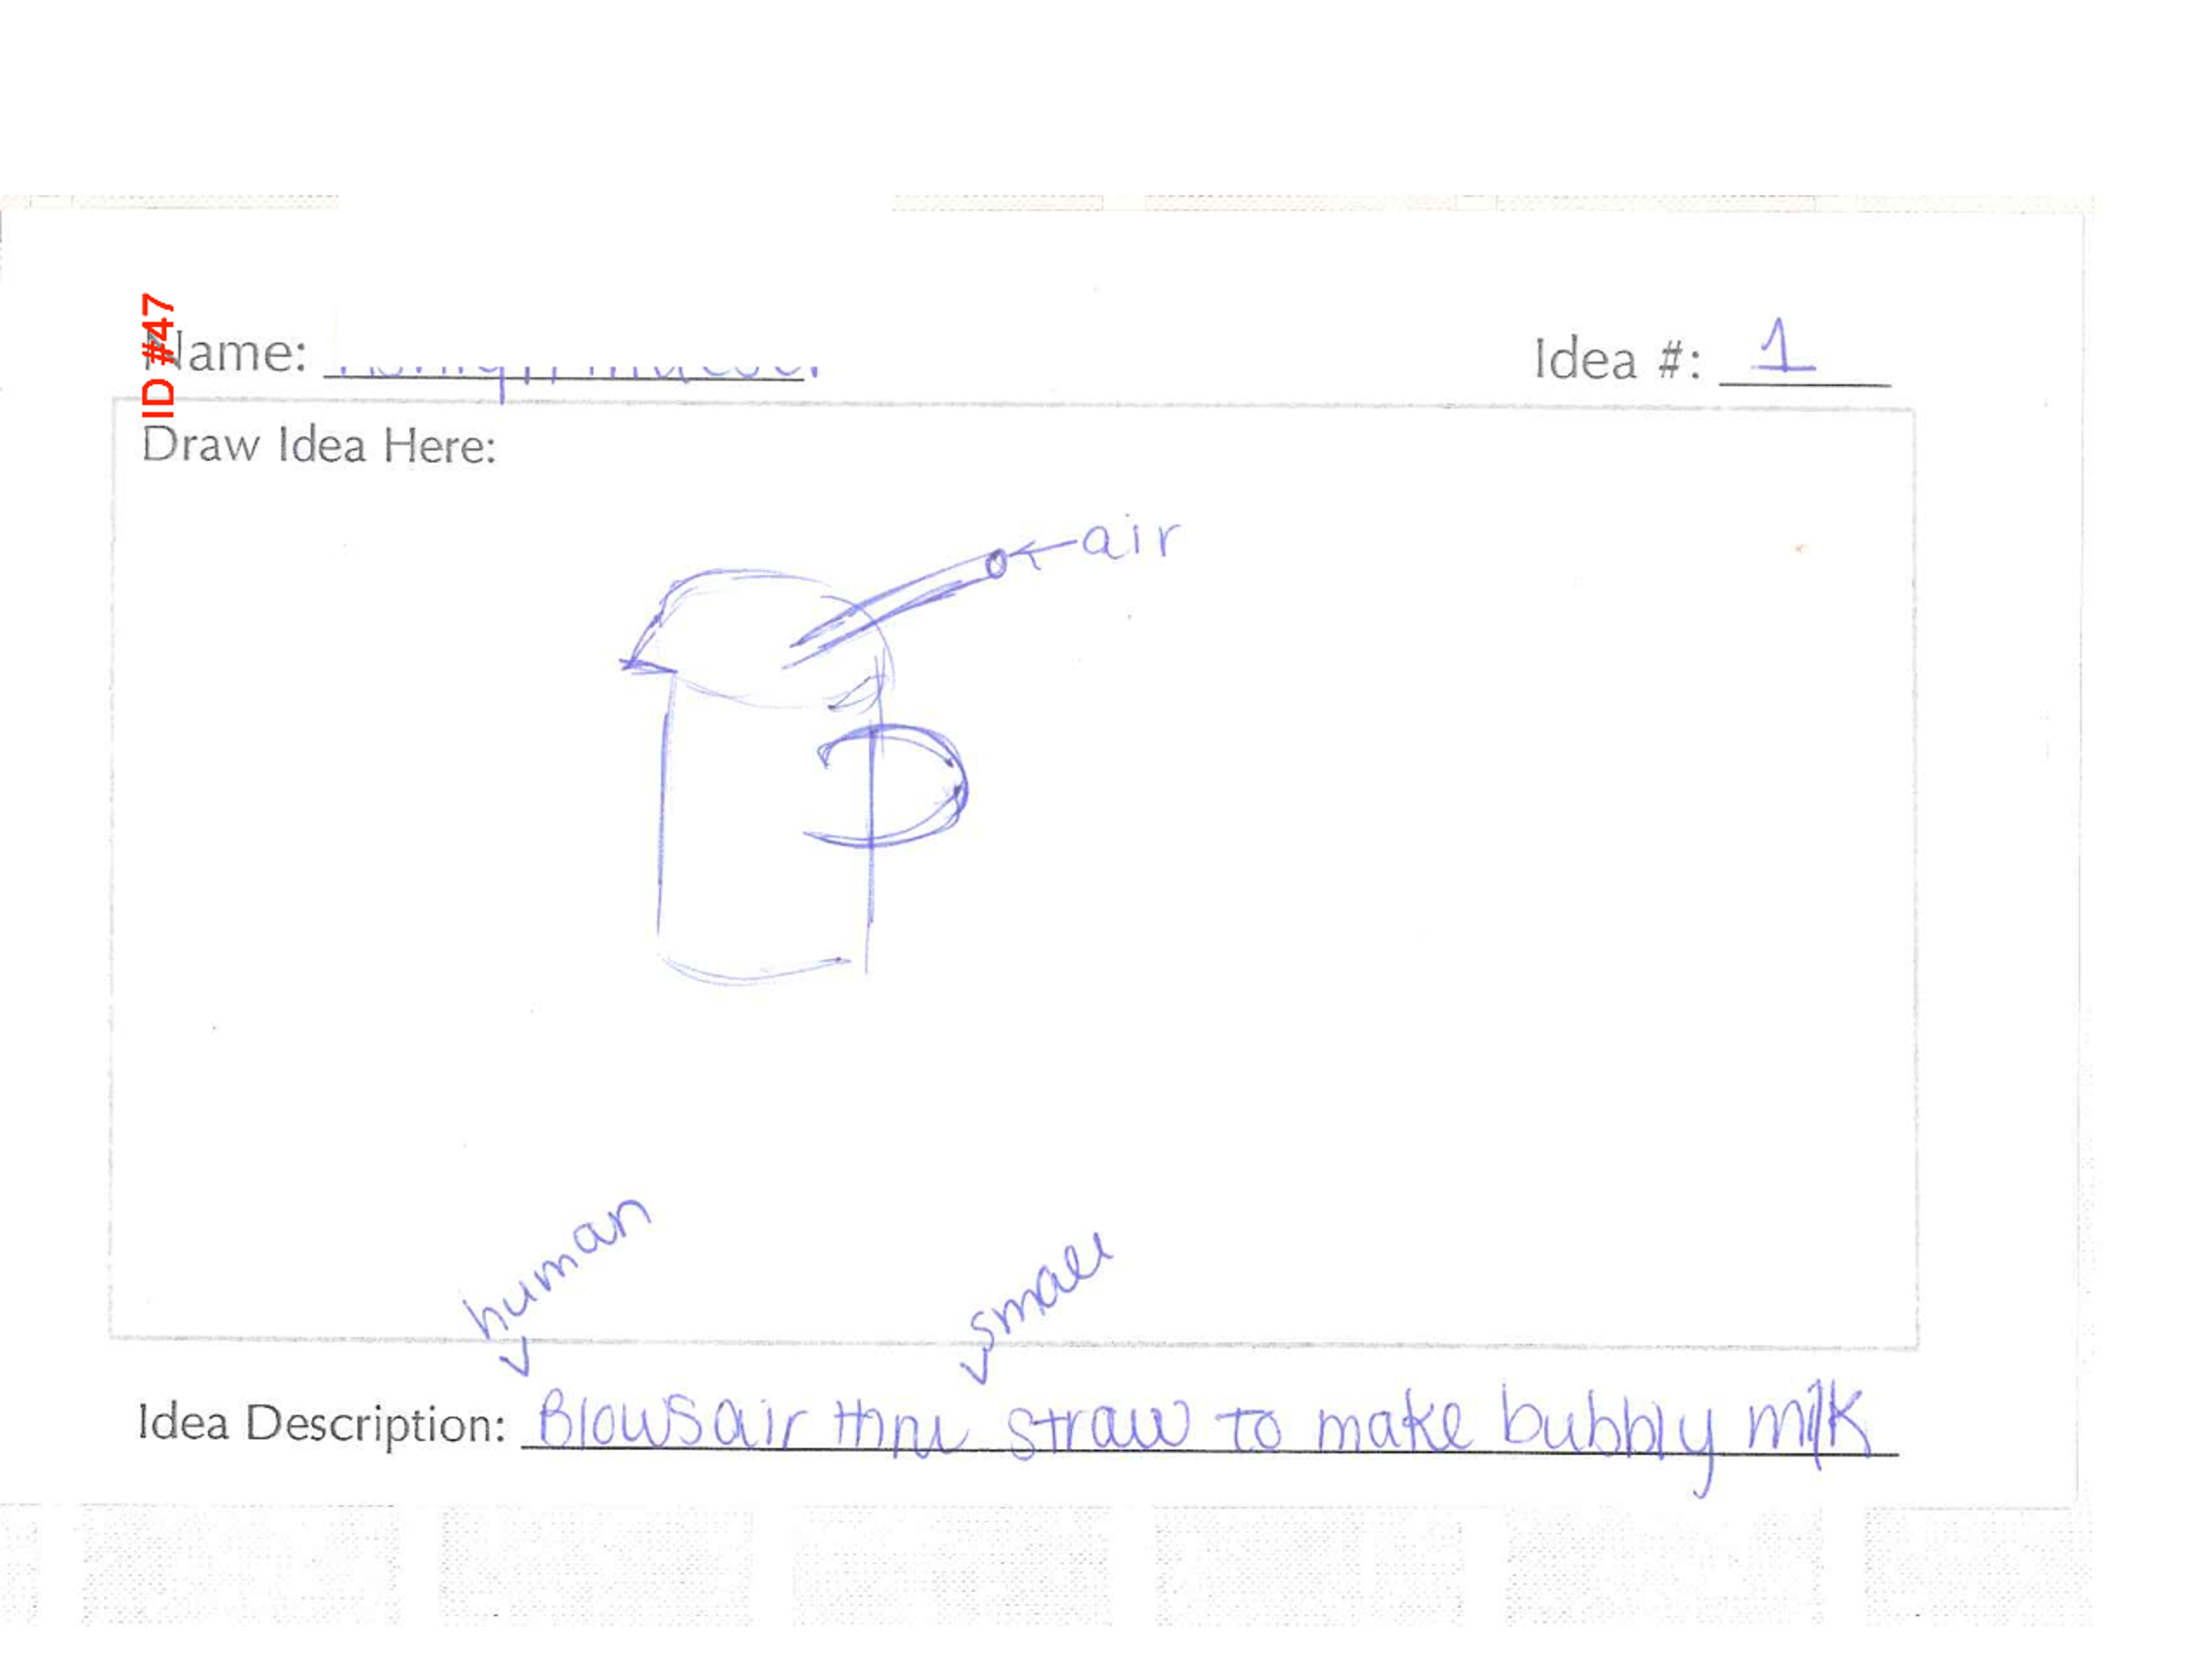 ID #47
Name:
Idea #: 1
Draw Idea Here:
air
human
small
Idea Description: Blows air thru straw to make bubbly milk